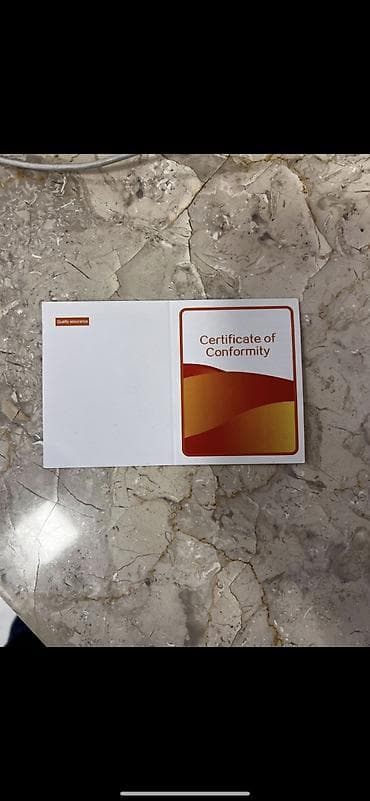 Quality assurance
Certificate of
Conformity